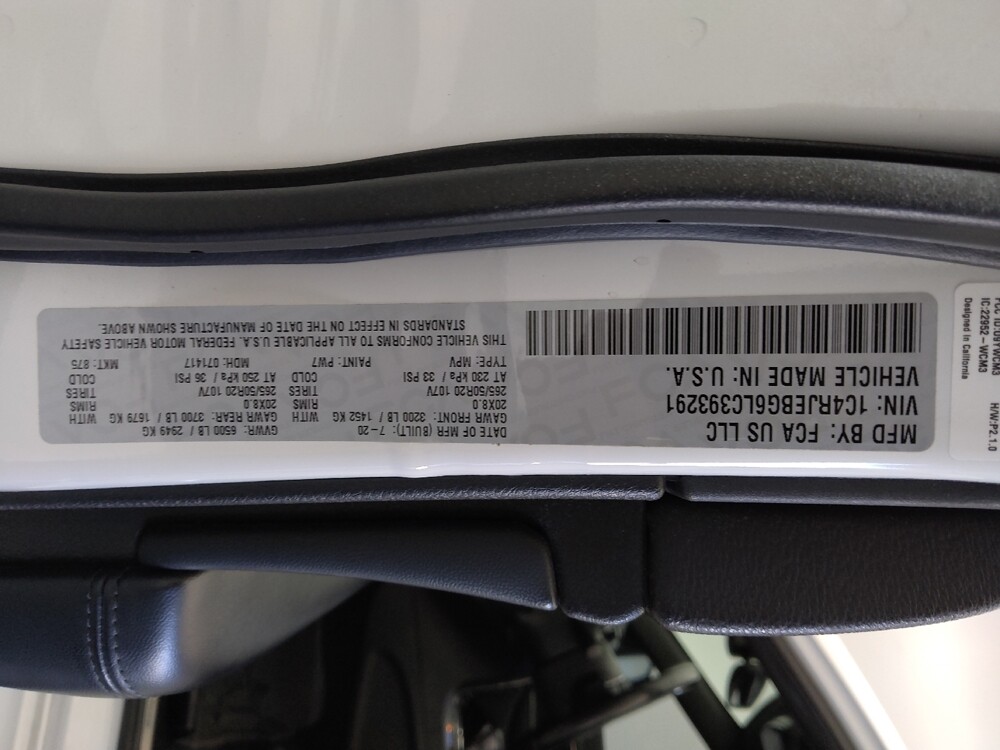 MFD BY: FCA US LLC
VIN: 1C4RJEBG6LC393291
VEHICLE MADE IN: U.S.A.
DATE OF MFR (BUILT): 7-20 GVWR: 6500 LB / 2949 KG
GAWR FRONT: 3200 LB / 1452 KG WITH GAWR REAR: 3700 LB / 1679 KG WITH
20X8.0 RIMS 20X8.0 RIMS
265/50R20 107V TIRES 265/50R20 107V TIRES
AT 230 kPa / 33 PSI COLD AT 250 kPa / 36 PSI COLD
TYPE: MPV PAINT: PW7 MDH: 071417 MKT: 875
THIS VEHICLE CONFORMS TO ALL APPLICABLE U.S.A. FEDERAL MOTOR VEHICLE SAFETY
STANDARDS IN EFFECT ON THE DATE OF MANUFACTURE SHOWN ABOVE.
IC:22952 - WCM3
Designed in California
H/W:P2.1.0